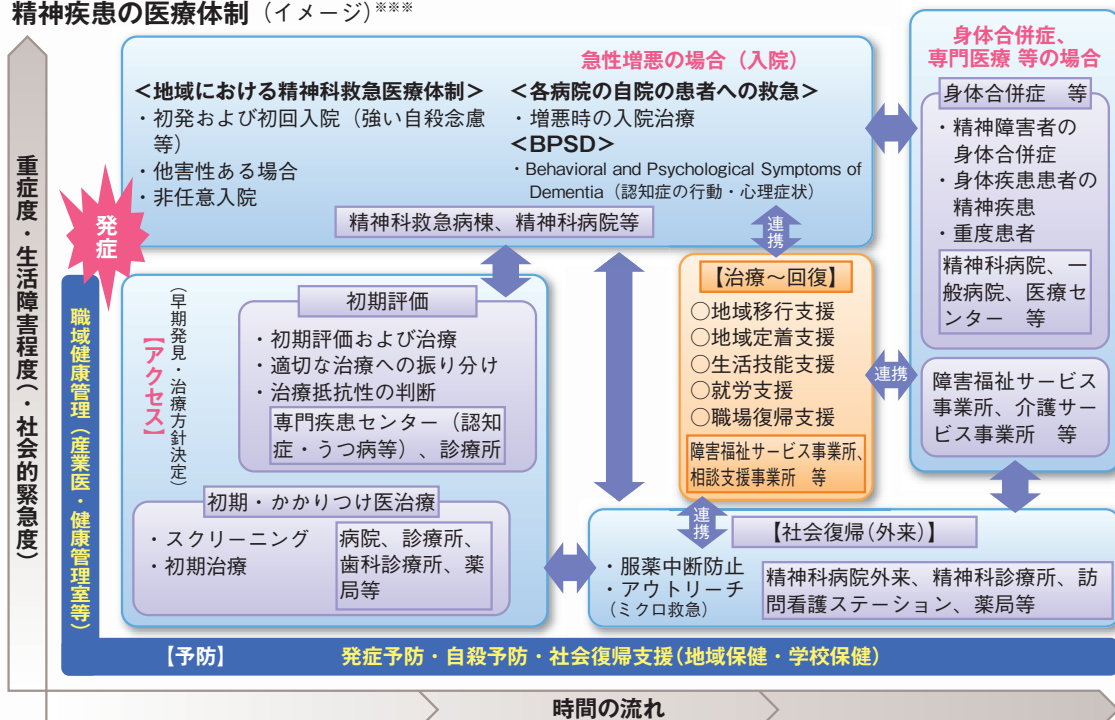 精神疾患の医療体制（イメージ）※※※
重症度・生活障害程度（・社会的緊急度）
発症
職域健康管理（産業医・健康管理室等）
急性増悪の場合（入院）
＜地域における精神科救急医療体制＞
・初発および初回入院（強い自殺念慮
等）
・他害性ある場合
・非任意入院
＜各病院の自院の患者への救急＞
・増悪時の入院治療
＜BPSD＞
・Behavioral and Psychological Symptoms of
Dementia（認知症の行動・心理症状）
精神科救急病棟、精神科病院等
連携
身体合併症、
専門医療 等の場合
身体合併症　等
・精神障害者の
身体合併症
・身体疾患患者の
精神疾患
・重度患者
精神科病院、一
般病院、医療セ
ンター　等
障害福祉サービス
事業所、介護サー
ビス事業所　等
【アクセス】
（早期発見・治療方針決定）
初期評価
・初期評価および治療
・適切な治療への振り分け
・治療抵抗性の判断
専門疾患センター（認知
症・うつ病等）、診療所
初期・かかりつけ医治療
・スクリーニング
・初期治療
病院、診療所、
歯科診療所、薬
局等
【治療～回復】
○地域移行支援
○地域定着支援
○生活技能支援
○就労支援
○職場復帰支援
障害福祉サービス事業所、
相談支援事業所　等
連携
連携
【社会復帰（外来）】
・服薬中断防止
・アウトリーチ
（ミクロ救急）
精神科病院外来、精神科診療所、訪
問看護ステーション、薬局等
【予防】　発症予防・自殺予防・社会復帰支援（地域保健・学校保健）
時間の流れ